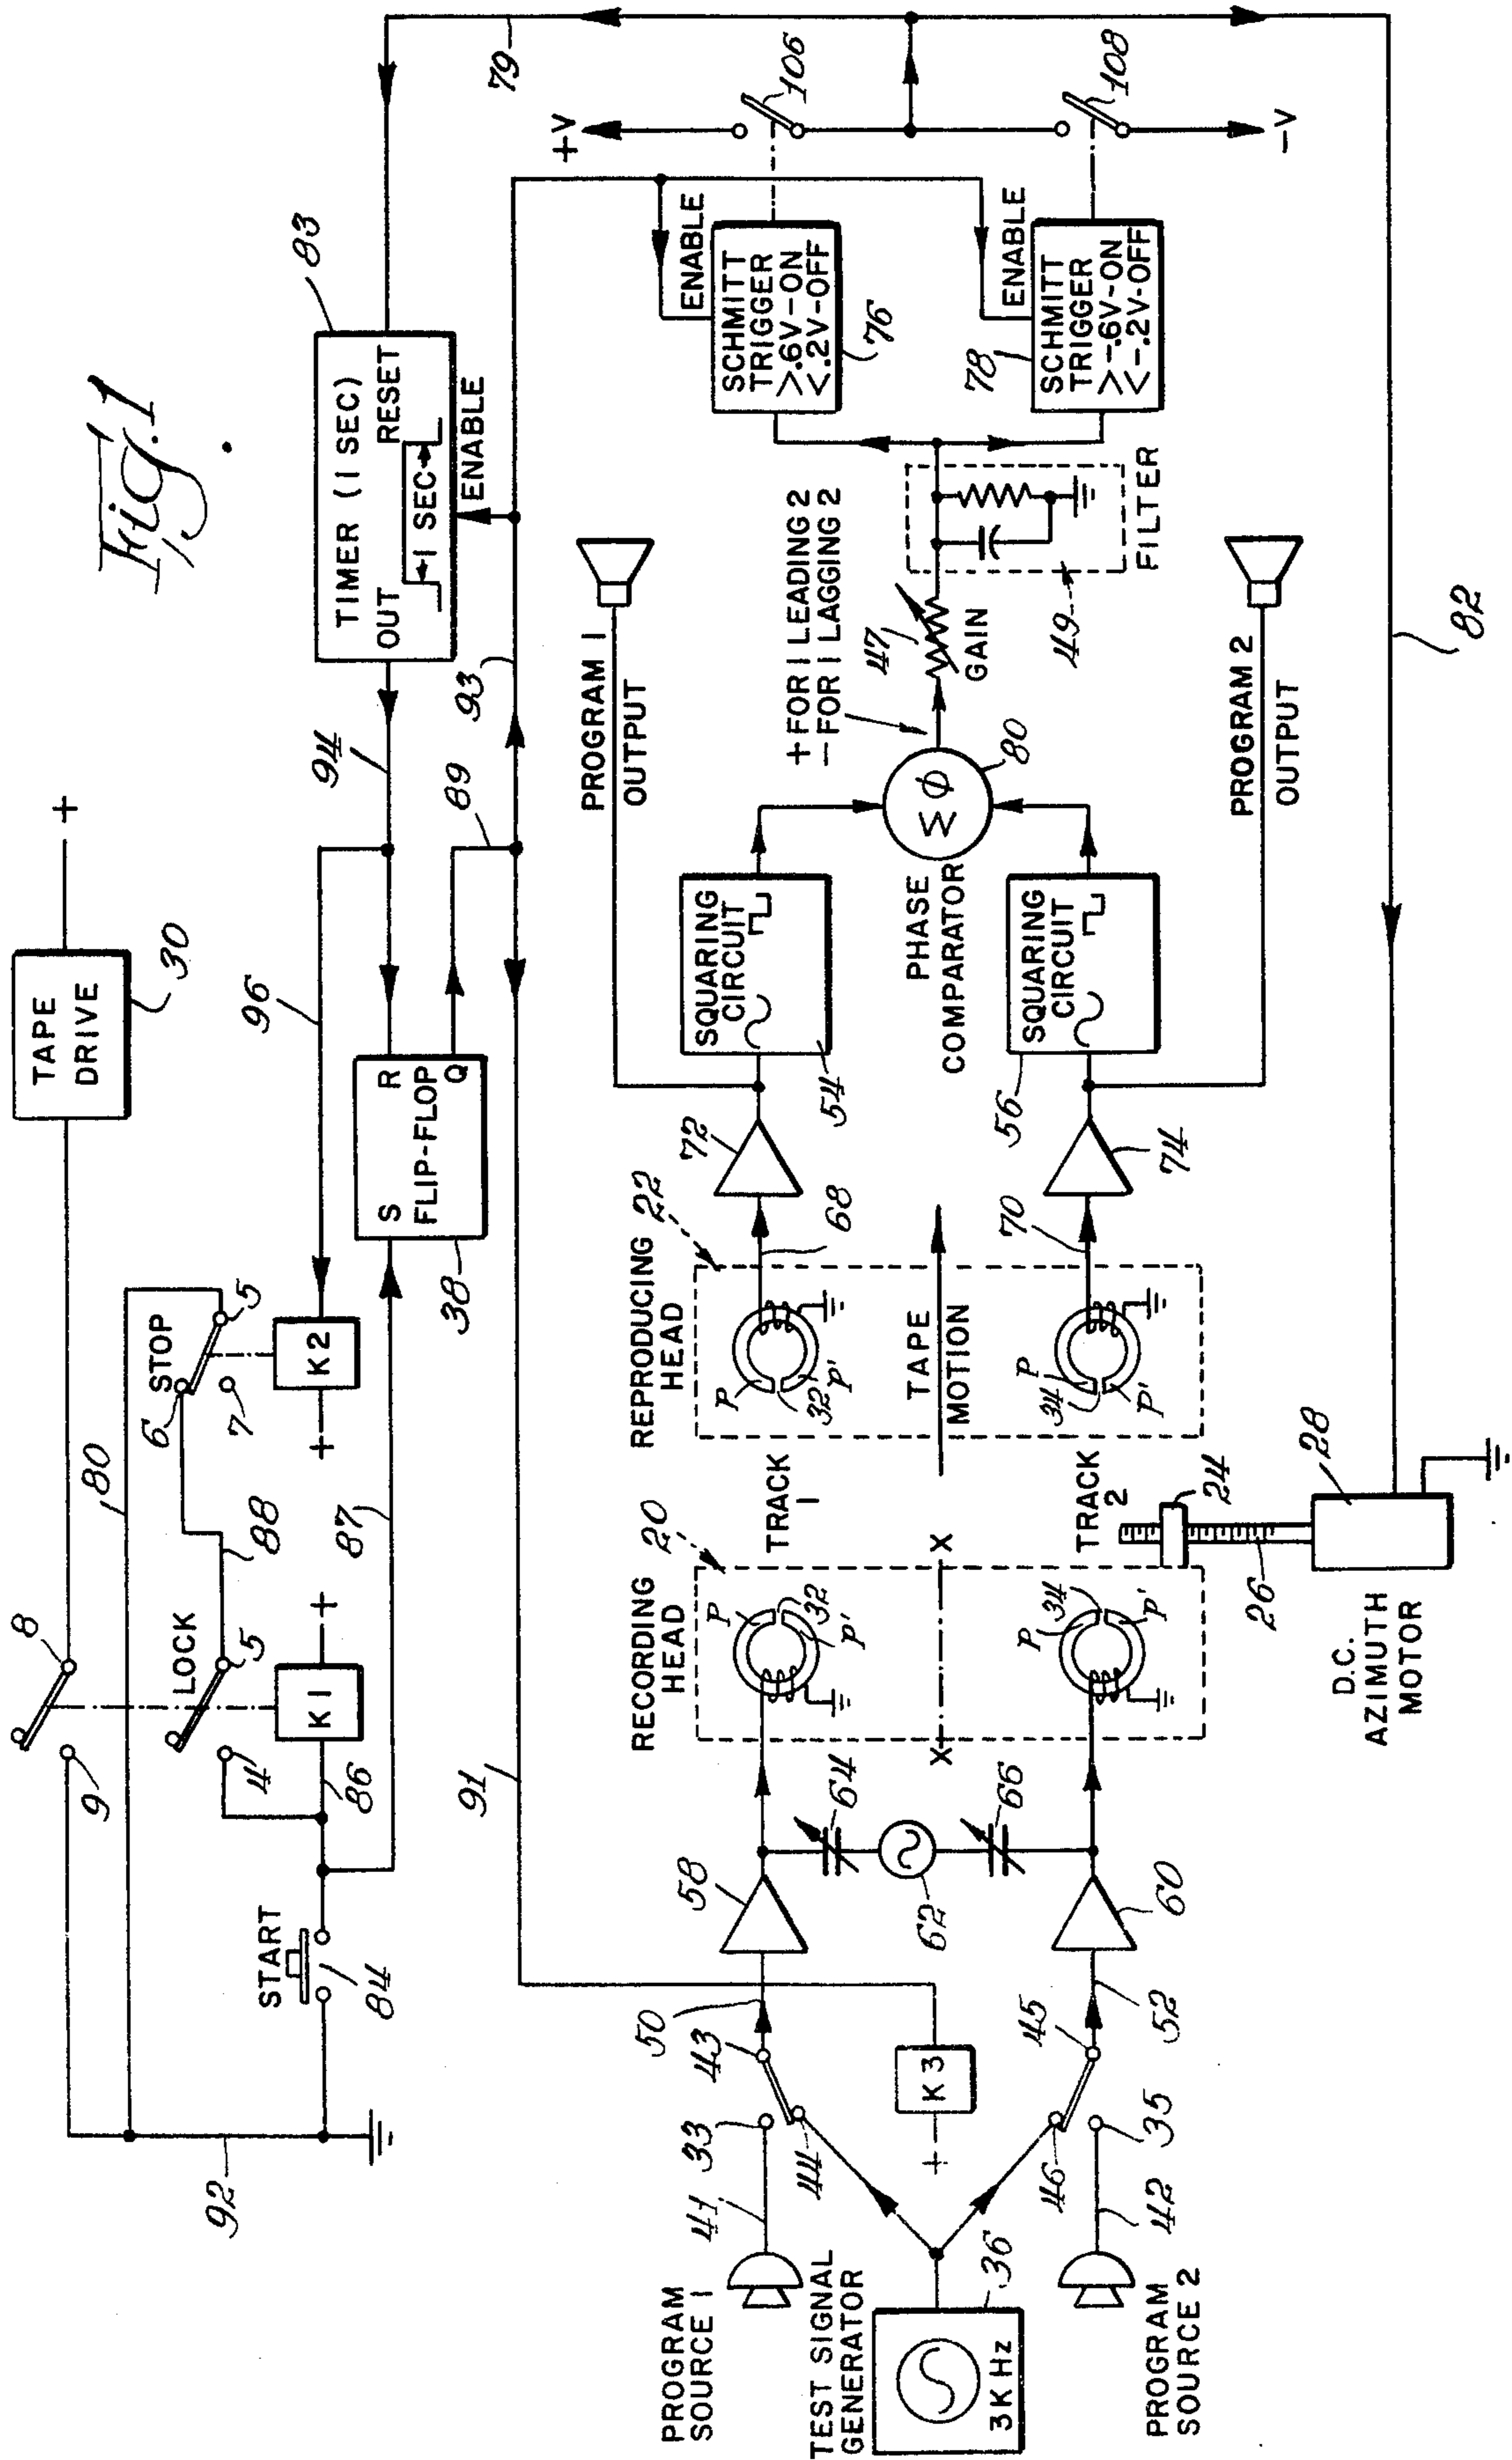 Fig. 1
TAPE
DRIVE
+
30
8
9
80
92
LOCK
5
4
K1
+
86
88
STOP
6
5
7
K2
+
96
94
START
84
87
S
R
FLIP-FLOP
Q
38
89
91
93
TIMER (1 SEC)
OUT
RESET
1 SEC
ENABLE
83
79
PROGRAM
SOURCE 1
41
33
43
44
50
TEST SIGNAL
GENERATOR
3K Hz
36
K3
+
PROGRAM
SOURCE 2
42
35
45
46
52
58
60
62
64
66
RECORDING
HEAD
20
P
32
P'
X
X
P
34
P'
TRACK
1
TRACK
2
TAPE
MOTION
24
26
28
D.C.
AZIMUTH
MOTOR
REPRODUCING
HEAD
22
P
32
P'
P
34
P'
68
70
72
74
SQUARING
CIRCUIT
54
SQUARING
CIRCUIT
56
PHASE
COMPARATOR
Σ Φ
80
PROGRAM 1
OUTPUT
PROGRAM 2
OUTPUT
+ FOR 1 LEADING 2
- FOR 1 LAGGING 2
47
GAIN
49
FILTER
ENABLE
SCHMITT
TRIGGER
>.6V-ON
<.2V-OFF
76
ENABLE
SCHMITT
TRIGGER
>-.6V-ON
<-.2V-OFF
78
+V
106
108
-V
82